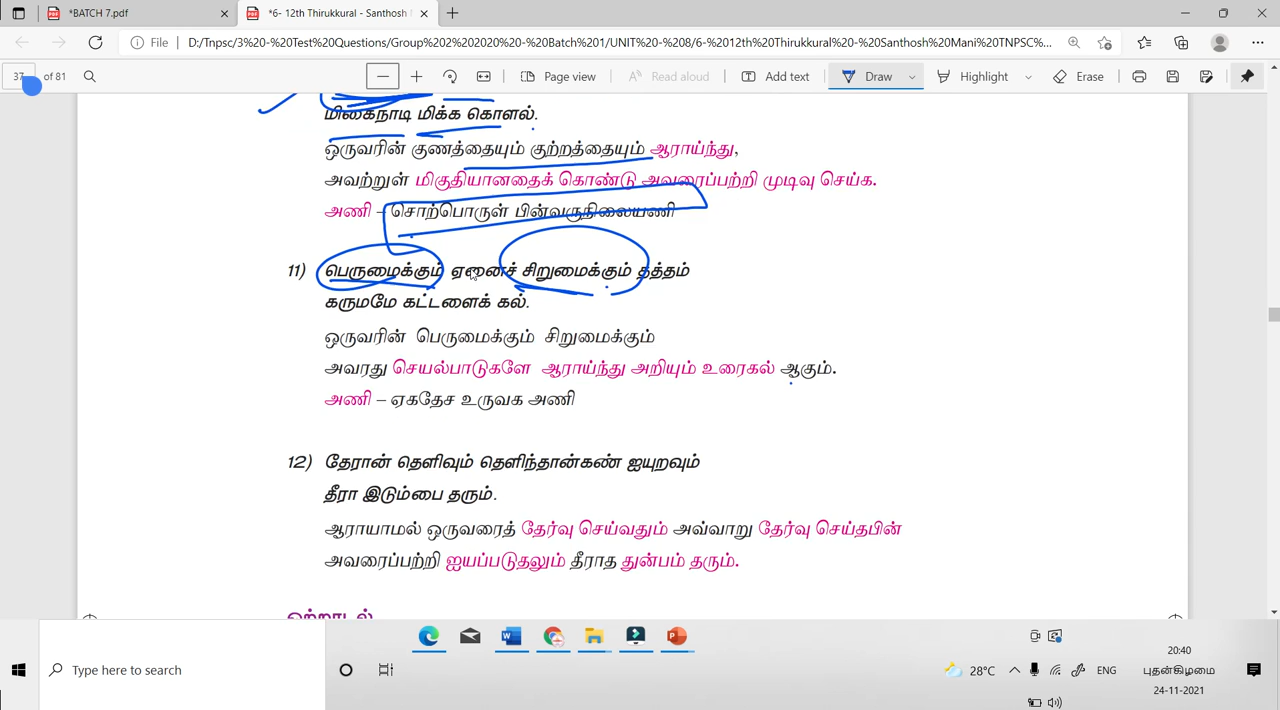 *BATCH 7.pdf
*6- 12th Thirukkural - Santhosh
File D:/Tnpsc/3%20-%20Test%20Questions/Group%202%202020%20-%20Batch%201/UNIT%20-%208/6-%2012th%20Thirukkural%20-%20Santhosh%20Mani%20TNPSC%...
37 of 81 Page view Read aloud Add text Draw Highlight Erase
மிகைநாடி மிக்க கொளல்.
ஒருவரின் குணத்தையும் குற்றத்தையும் ஆராய்ந்து,
அவற்றுள் மிகுதியானதைக் கொண்டு அவரைப்பற்றி முடிவு செய்க.
அணி – சொற்பொருள் பின்வருநிலையணி
11) பெருமைக்கும் ஏனைச் சிறுமைக்கும் தத்தம்
கருமமே கட்டளைக் கல்.
ஒருவரின் பெருமைக்கும் சிறுமைக்கும்
அவரது செயல்பாடுகளே ஆராய்ந்து அறியும் உரைகல் ஆகும்.
அணி – ஏகதேச உருவக அணி
12) தேரான் தெளிவும் தெளிந்தான்கண் ஐயுறவும்
தீரா இடும்பை தரும்.
ஆராயாமல் ஒருவரைத் தேர்வு செய்வதும் அவ்வாறு தேர்வு செய்தபின்
அவரைப்பற்றி ஐயப்படுதலும் தீராத துன்பம் தரும்.
ஒற்றாடல்
Type here to search
28°C
ENG
20:40
புதன்கிழமை
24-11-2021